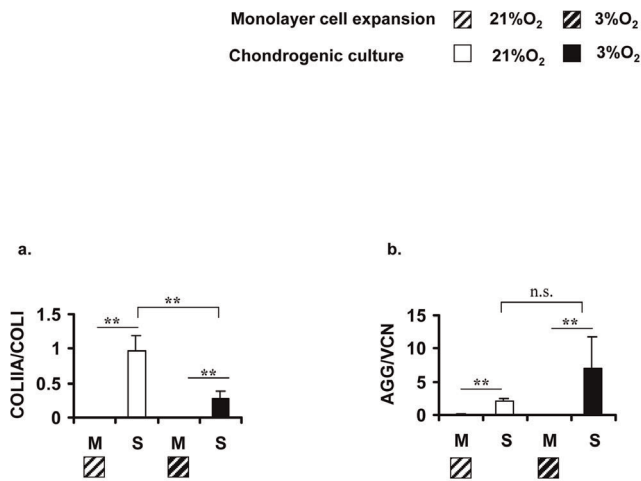 Monolayer cell expansion 21%O₂ 3%O₂
Chondrogenic culture 21%O₂ 3%O₂
a.
COLIIA/COLI
1.5
1
0.5
0
**
**
**
M S M S
b.
AGG/VCN
15
10
5
0
n.s.
**
**
M S M S